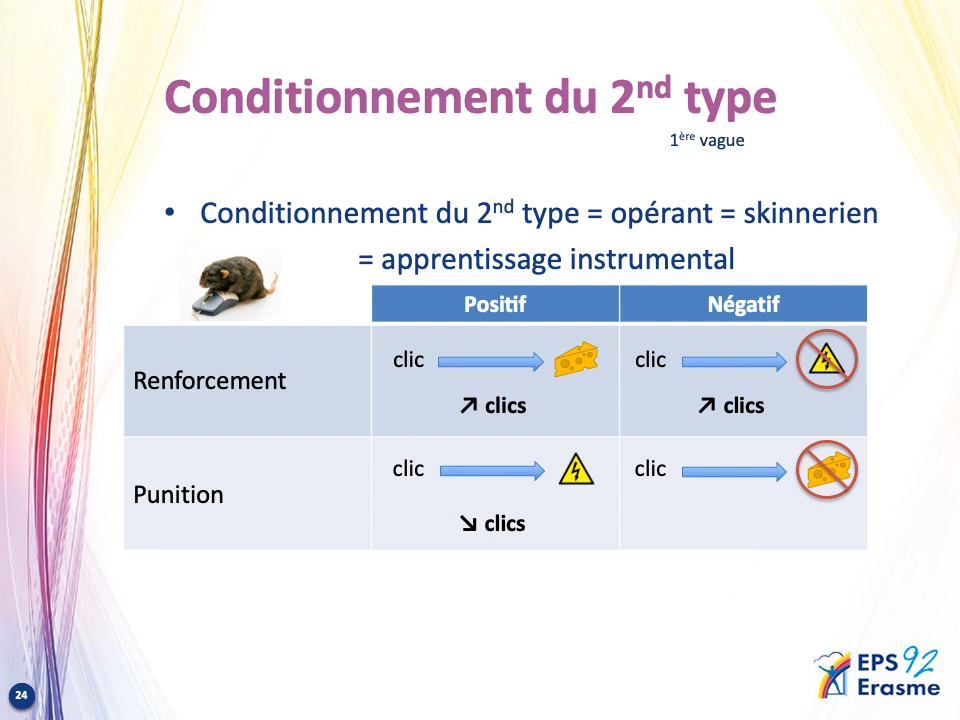 Conditionnement du 2nd type
1ère vague
• Conditionnement du 2nd type = opérant = skinnerien
= apprentissage instrumental
Positif Négatif
Renforcement
clic clic
↗ clics ↗ clics
Punition
clic clic
↘ clics
24
EPS 92
Erasme